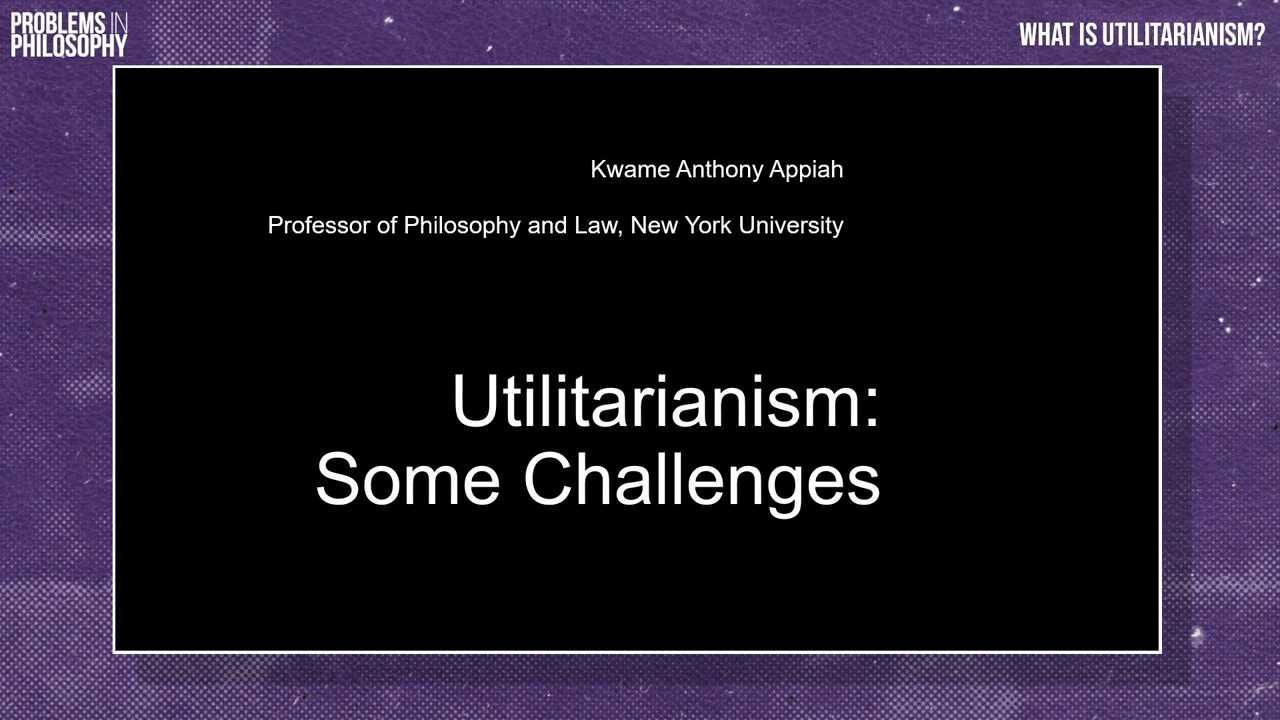 PROBLEMS IN
PHILOSOPHY
WHAT IS UTILITARIANISM?
Kwame Anthony Appiah
Professor of Philosophy and Law, New York University
Utilitarianism:
Some Challenges